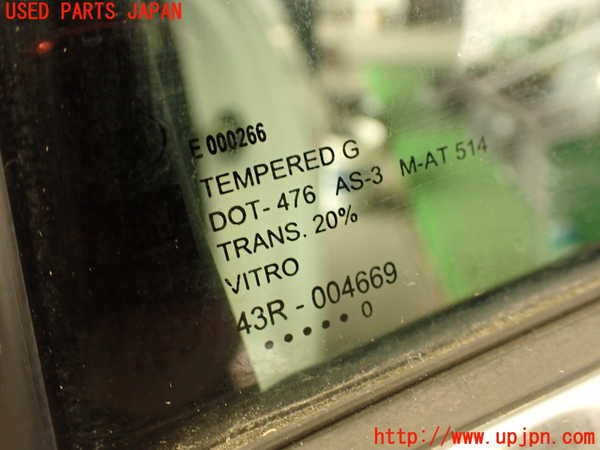 USED PARTS JAPAN
E 000266
TEMPERED G
DOT- 476 AS-3 M-AT 514
TRANS. 20%
VITRO
43R - 004669
• • • • • 0
http://www.upjpn.com/